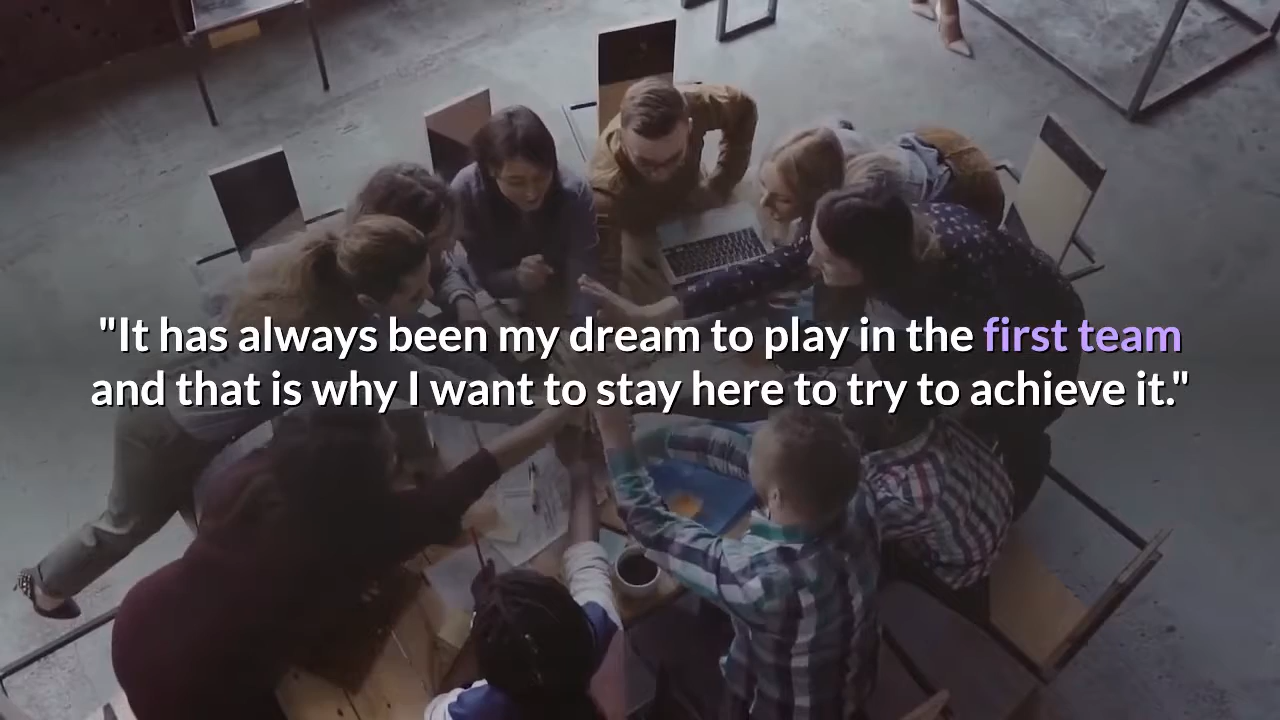 "It has always been my dream to play in the first team
and that is why I want to stay here to try to achieve it."